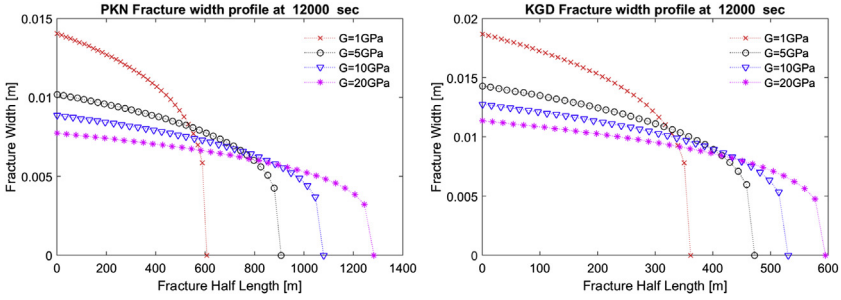 PKN Fracture width profile at 12000 sec
0.015
0.01
0.005
0
Fracture Width [m]
G=1GPa
G=5GPa
G=10GPa
G=20GPa
0 200 400 600 800 1000 1200 1400
Fracture Half Length [m]
KGD Fracture width profile at 12000 sec
0.02
0.015
0.01
0.005
0
Fracture Width [m]
G=1GPa
G=5GPa
G=10GPa
G=20GPa
0 100 200 300 400 500 600
Fracture Half Length [m]